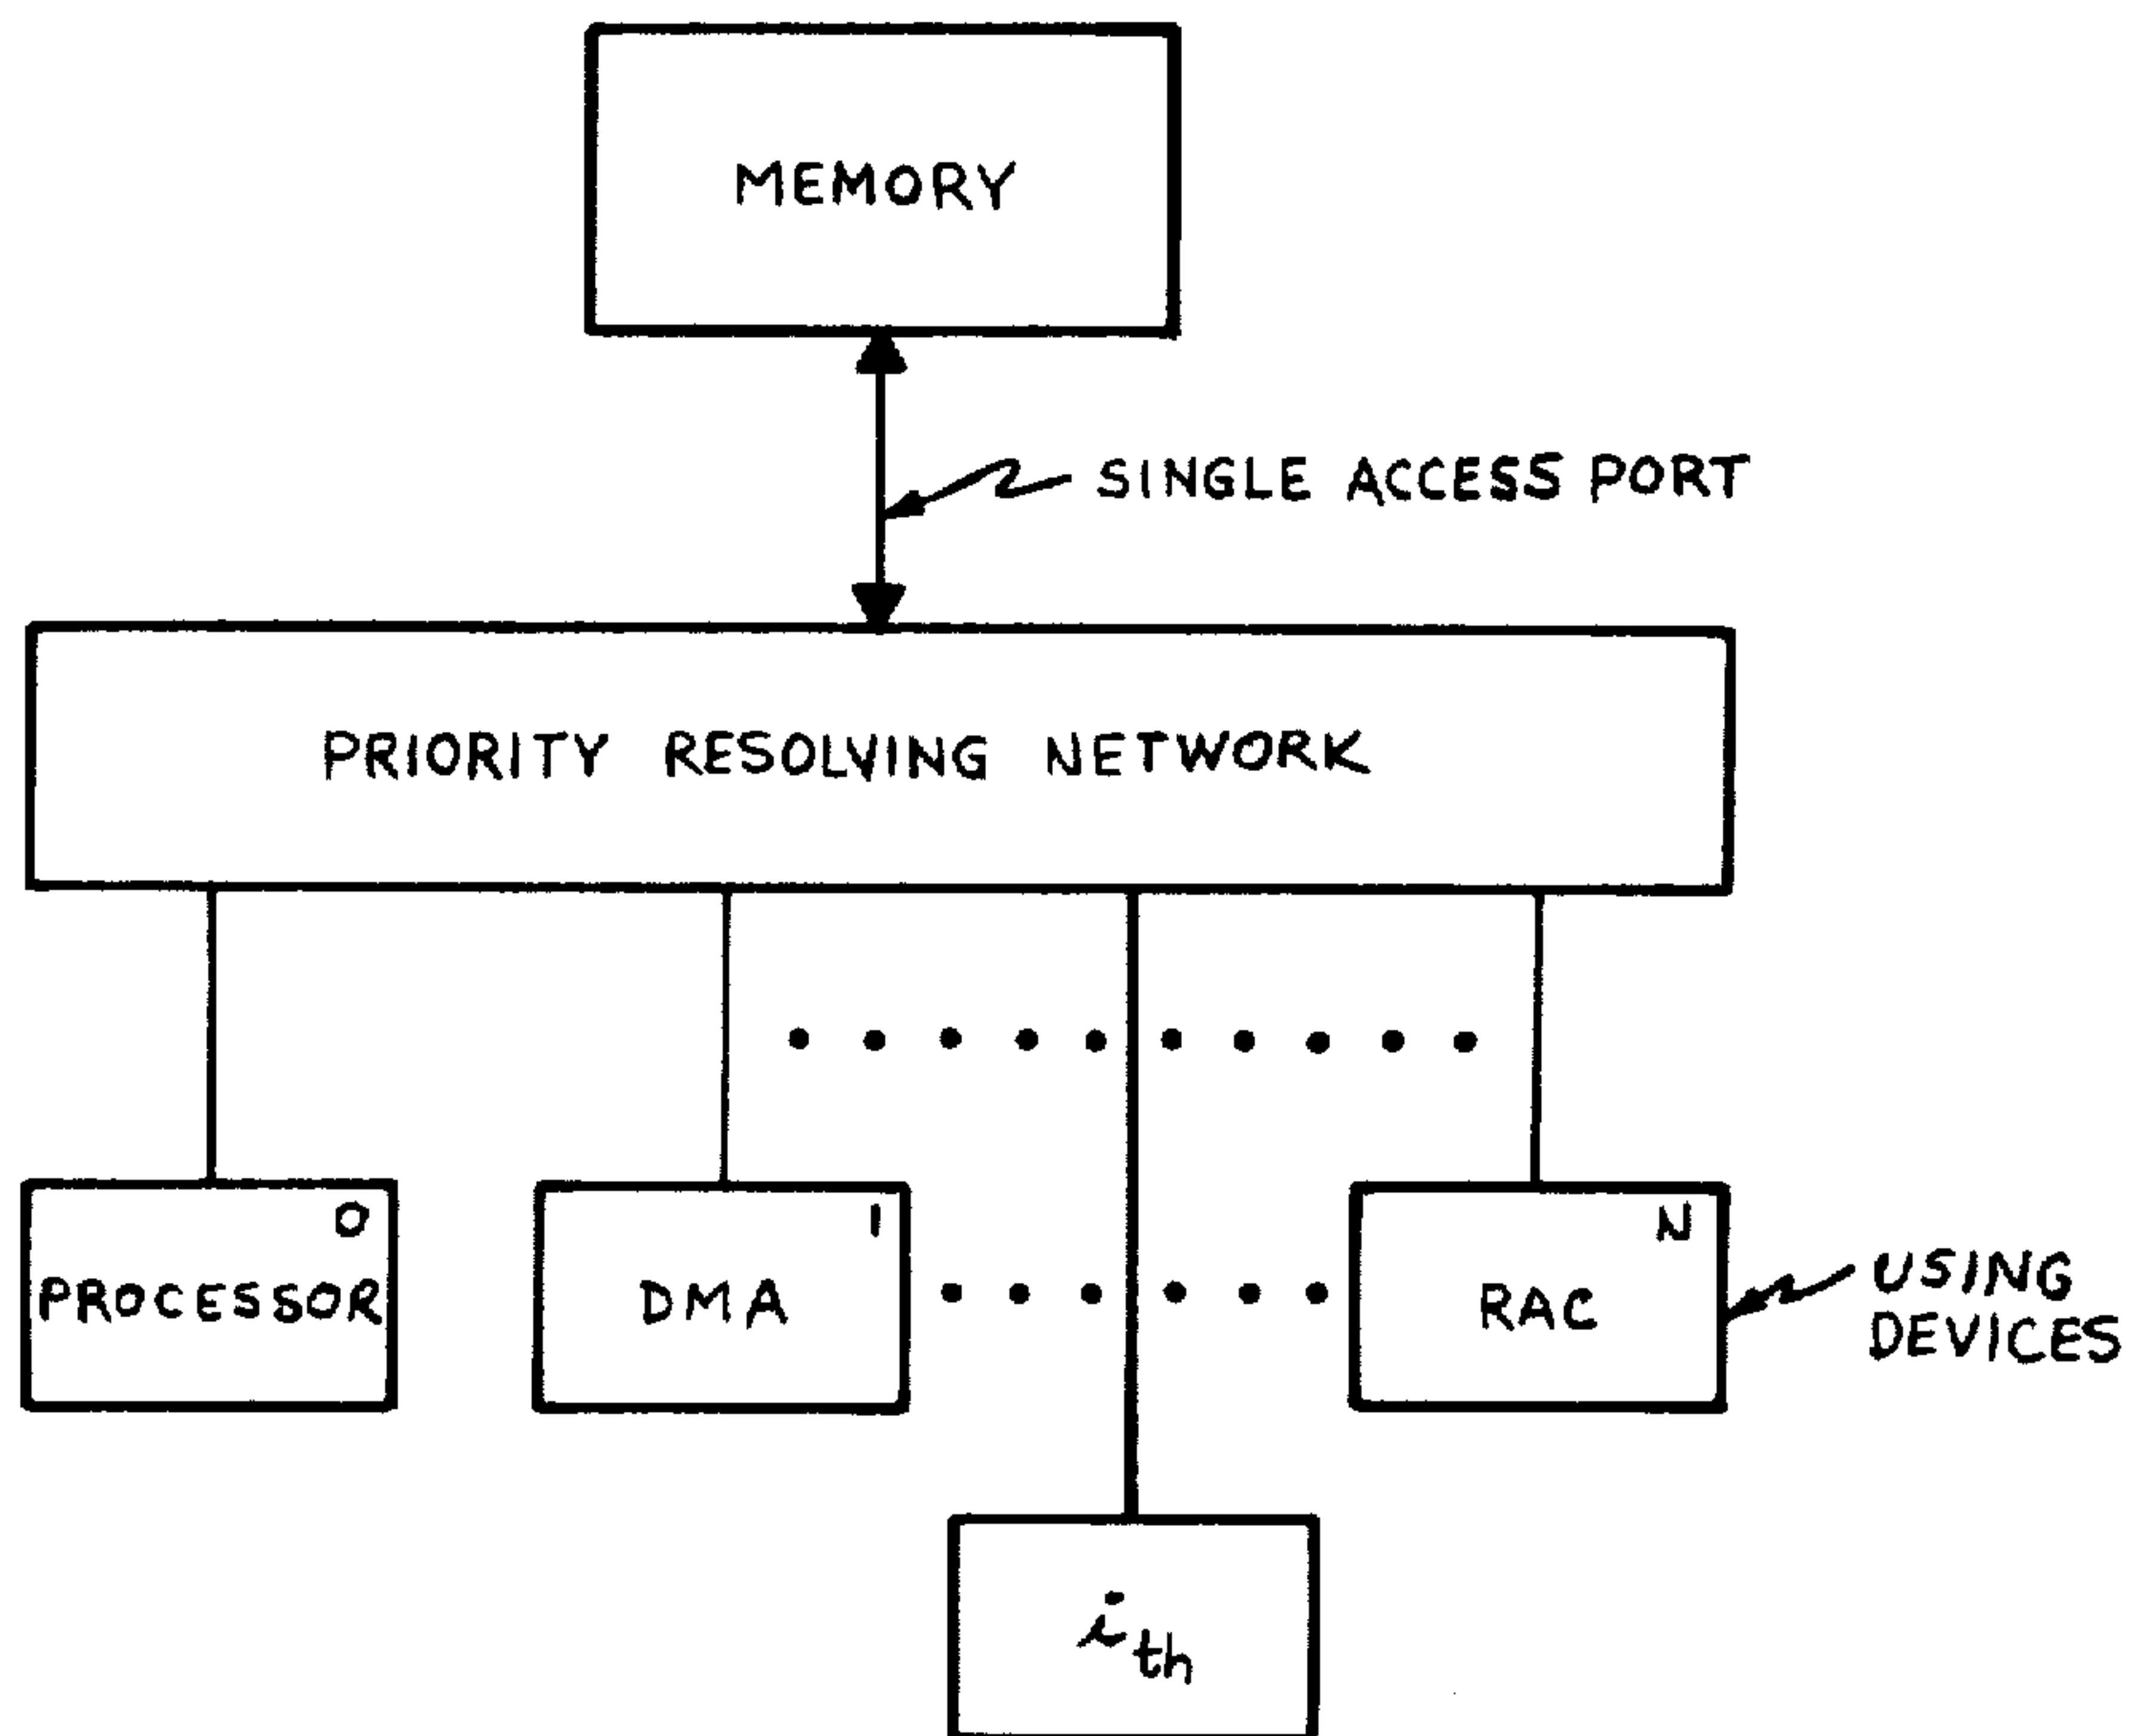 MEMORY
SINGLE ACCESS PORT
PRIORITY RESOLVING NETWORK
0
PROCESSOR
1
DMA
N
RAC
USING
DEVICES
i th